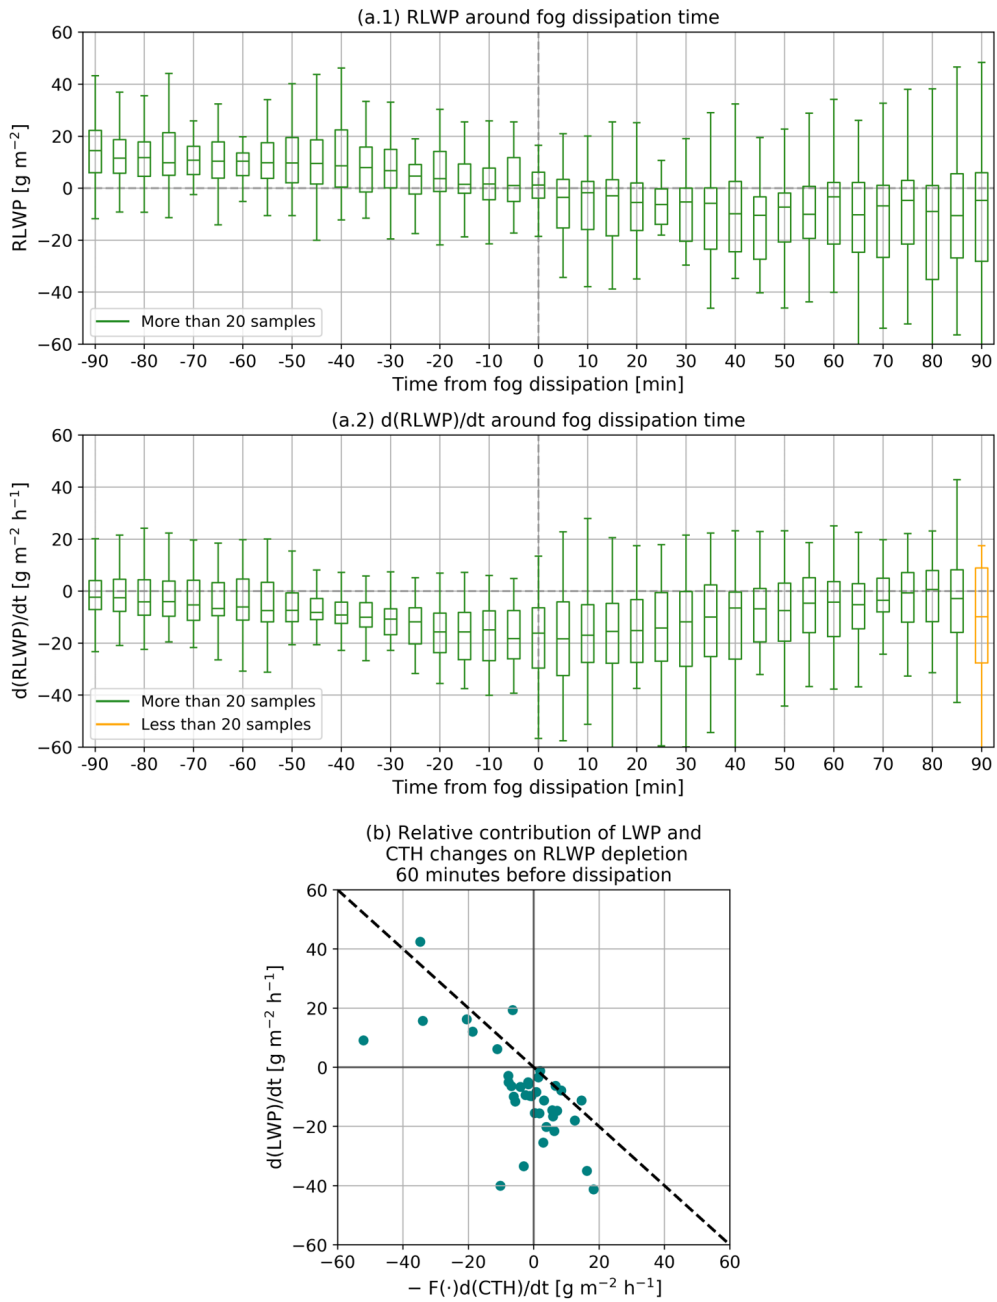 (a.1) RLWP around fog dissipation time
60
40
20
0
−20
−40
−60
RLWP [g m−2]
More than 20 samples
-90 -80 -70 -60 -50 -40 -30 -20 -10 0 10 20 30 40 50 60 70 80 90
Time from fog dissipation [min]
(a.2) d(RLWP)/dt around fog dissipation time
60
40
20
0
−20
−40
−60
d(RLWP)/dt [g m−2 h−1]
More than 20 samples
Less than 20 samples
-90 -80 -70 -60 -50 -40 -30 -20 -10 0 10 20 30 40 50 60 70 80 90
Time from fog dissipation [min]
(b) Relative contribution of LWP and
CTH changes on RLWP depletion
60 minutes before dissipation
60
40
20
0
−20
−40
−60
d(LWP)/dt [g m−2 h−1]
−60 −40 −20 0 20 40 60
− F(·)d(CTH)/dt [g m−2 h−1]